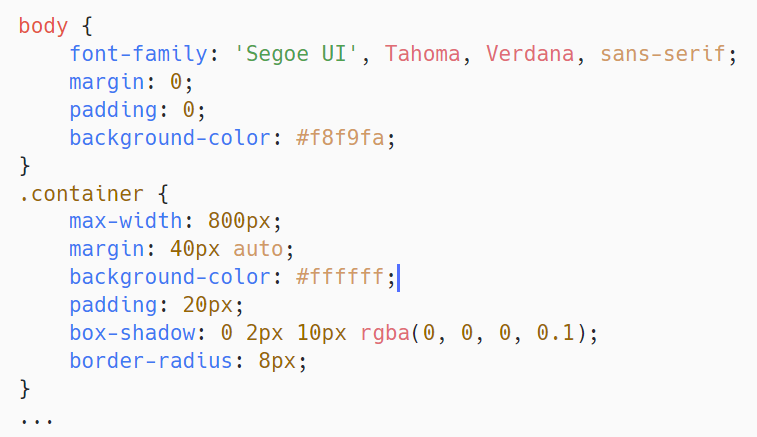 body {
    font-family: 'Segoe UI', Tahoma, Verdana, sans-serif;
    margin: 0;
    padding: 0;
    background-color: #f8f9fa;
}
.container {
    max-width: 800px;
    margin: 40px auto;
    background-color: #ffffff;
    padding: 20px;
    box-shadow: 0 2px 10px rgba(0, 0, 0, 0.1);
    border-radius: 8px;
}
...